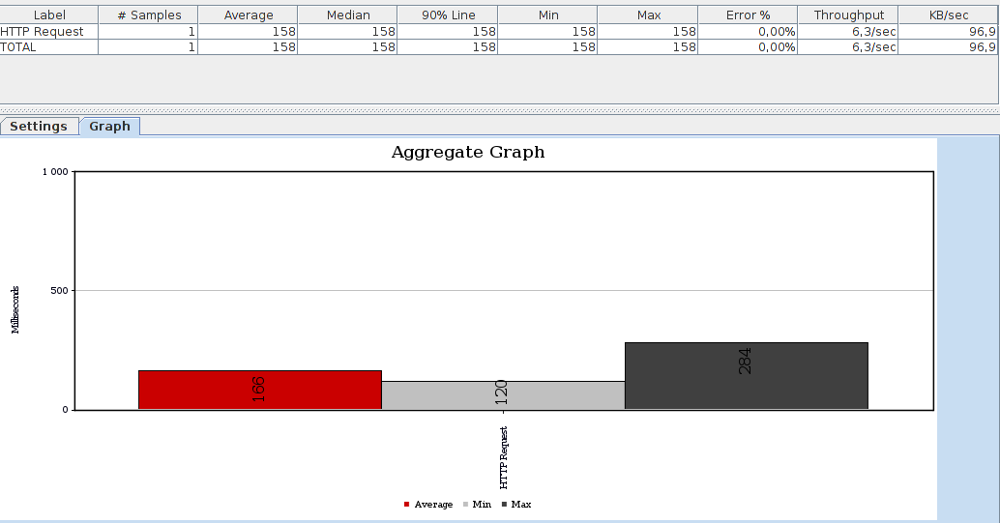 Label # Samples Average Median 90% Line Min Max Error % Throughput KB/sec
HTTP Request 1 158 158 158 158 158 0,00% 6,3/sec 96,9
TOTAL 1 158 158 158 158 158 0,00% 6,3/sec 96,9
Settings Graph
Aggregate Graph
1 000
500
0
Milliseconds
166
120
284
HTTP Request
Average Min Max